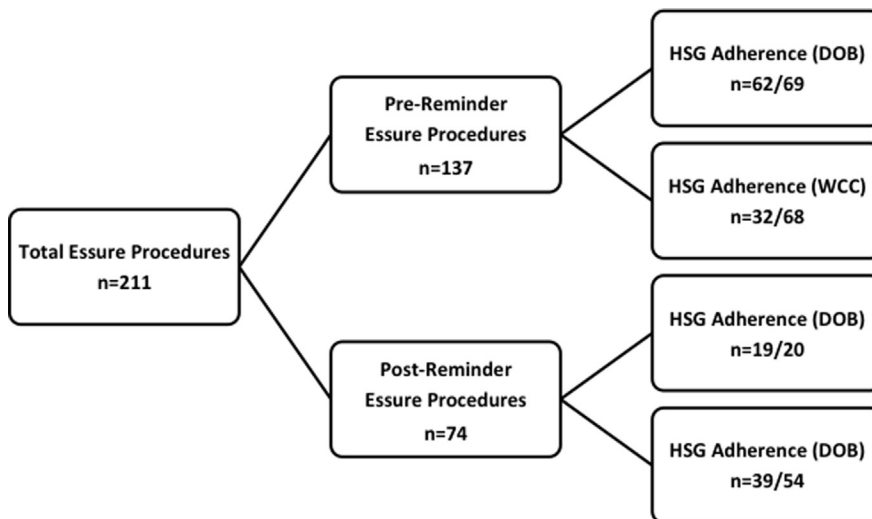 Total Essure Procedures
n=211
Pre-Reminder
Essure Procedures
n=137
HSG Adherence (DOB)
n=62/69
HSG Adherence (WCC)
n=32/68
Post-Reminder
Essure Procedures
n=74
HSG Adherence (DOB)
n=19/20
HSG Adherence (DOB)
n=39/54